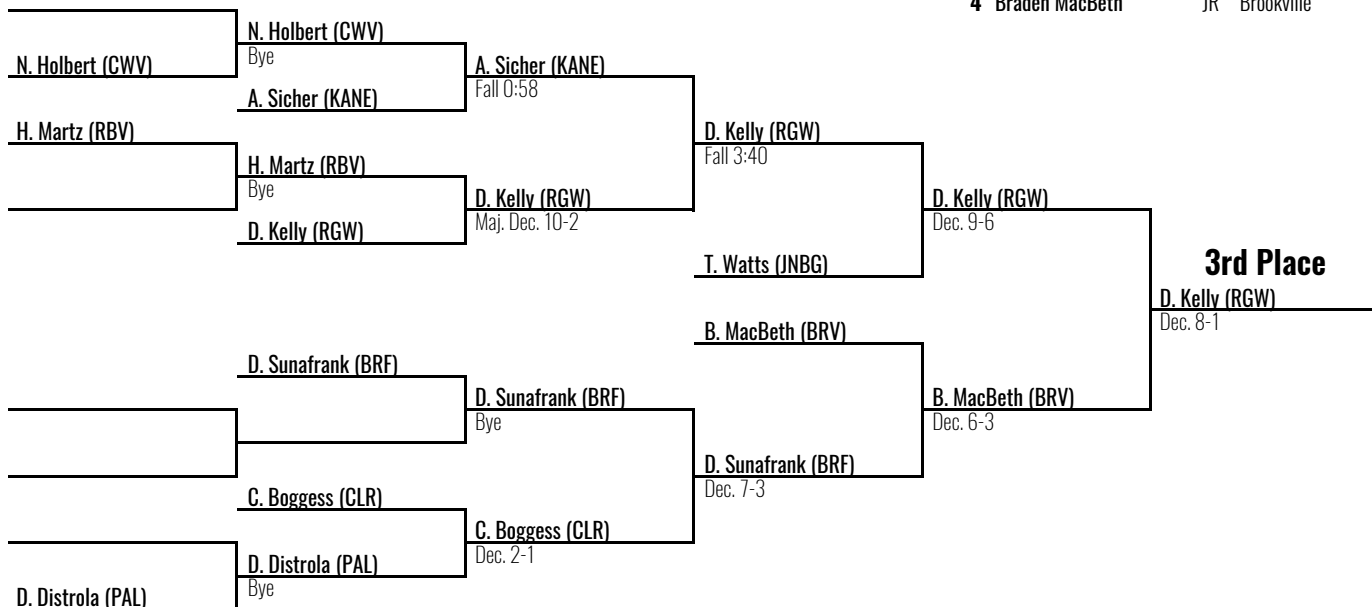 4 Braden MacBeth JR Brookville
N. Holbert (CWV)
Bye
N. Holbert (CWV)
A. Sicher (KANE)
Fall 0:58
A. Sicher (KANE)
H. Martz (RBV)
D. Kelly (RGW)
Fall 3:40
H. Martz (RBV)
Bye
D. Kelly (RGW)
Maj. Dec. 10-2
D. Kelly (RGW)
Dec. 9-6
D. Kelly (RGW)
T. Watts (JNBG)
3rd Place
D. Kelly (RGW)
Dec. 8-1
B. MacBeth (BRV)
D. Sunafrank (BRF)
D. Sunafrank (BRF)
Bye
B. MacBeth (BRV)
Dec. 6-3
D. Sunafrank (BRF)
Dec. 7-3
C. Boggess (CLR)
C. Boggess (CLR)
Dec. 2-1
D. Distrola (PAL)
Bye
D. Distrola (PAL)